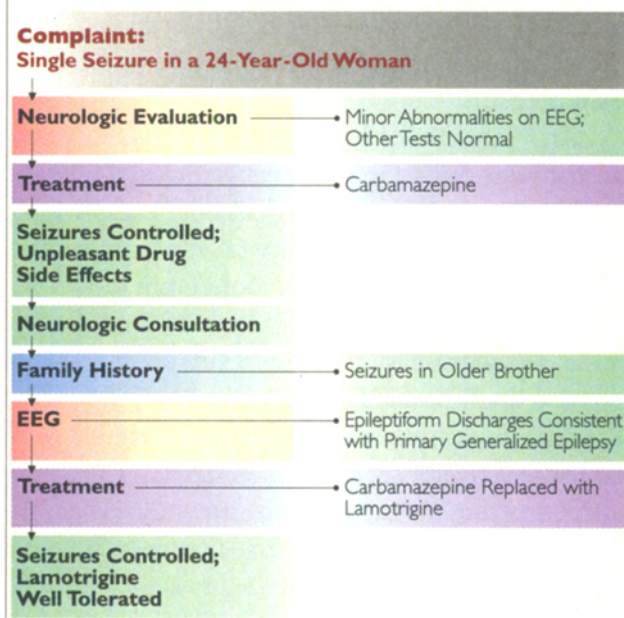 Complaint:
Single Seizure in a 24-Year-Old Woman
Neurologic Evaluation
Minor Abnormalities on EEG;
Other Tests Normal
Treatment
Carbamazepine
Seizures Controlled;
Unpleasant Drug
Side Effects
Neurologic Consultation
Family History
Seizures in Older Brother
EEG
Epileptiform Discharges Consistent
with Primary Generalized Epilepsy
Treatment
Carbamazepine Replaced with
Lamotrigine
Seizures Controlled;
Lamotrigine
Well Tolerated